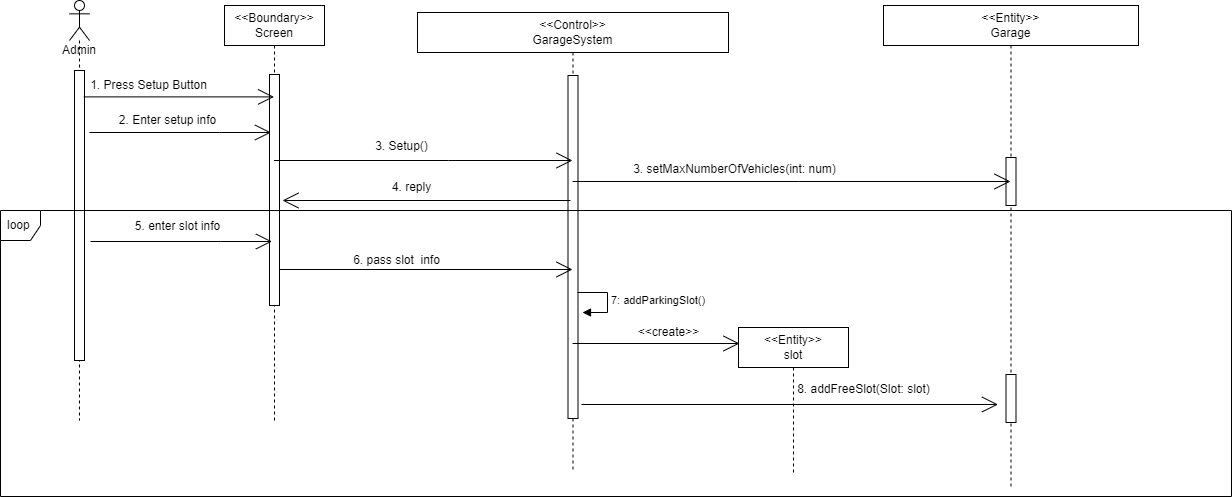 <<Boundary>>
Screen
<<Control>>
GarageSystem
<<Entity>>
Garage
Admin
1. Press Setup Button
2. Enter setup info
3. Setup()
3. setMaxNumberOfVehicles(int: num)
4. reply
loop
5. enter slot info
6. pass slot  info
7: addParkingSlot()
<<create>>
<<Entity>>
slot
8. addFreeSlot(Slot: slot)